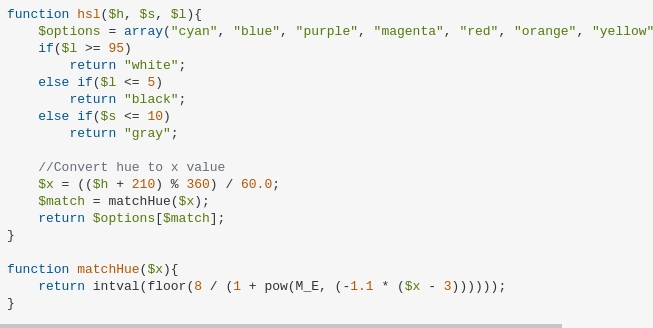 function hsl($h, $s, $l){
    $options = array("cyan", "blue", "purple", "magenta", "red", "orange", "yellow"
    if($l >= 95)
        return "white";
    else if($l <= 5)
        return "black";
    else if($s <= 10)
        return "gray";

    //Convert hue to x value
    $x = (($h + 210) % 360) / 60.0;
    $match = matchHue($x);
    return $options[$match];
}

function matchHue($x){
    return intval(floor(8 / (1 + pow(M_E, (-1.1 * ($x - 3))))));
}